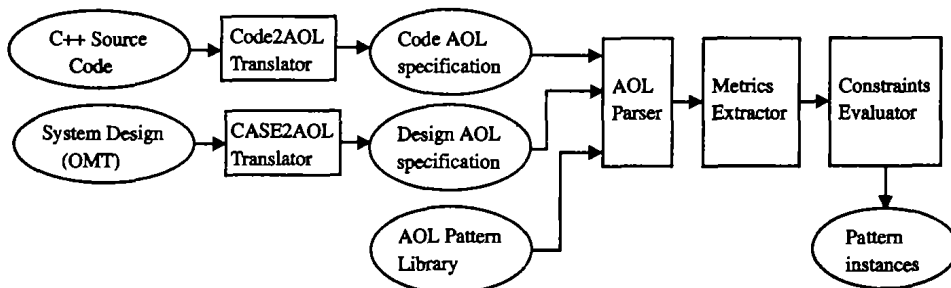 C++ Source
Code
Code2AOL
Translator
Code AOL
specification
AOL
Parser
Metrics
Extractor
Constraints
Evaluator
System Design
(OMT)
CASE2AOL
Translator
Design AOL
specification
AOL Pattern
Library
Pattern
instances